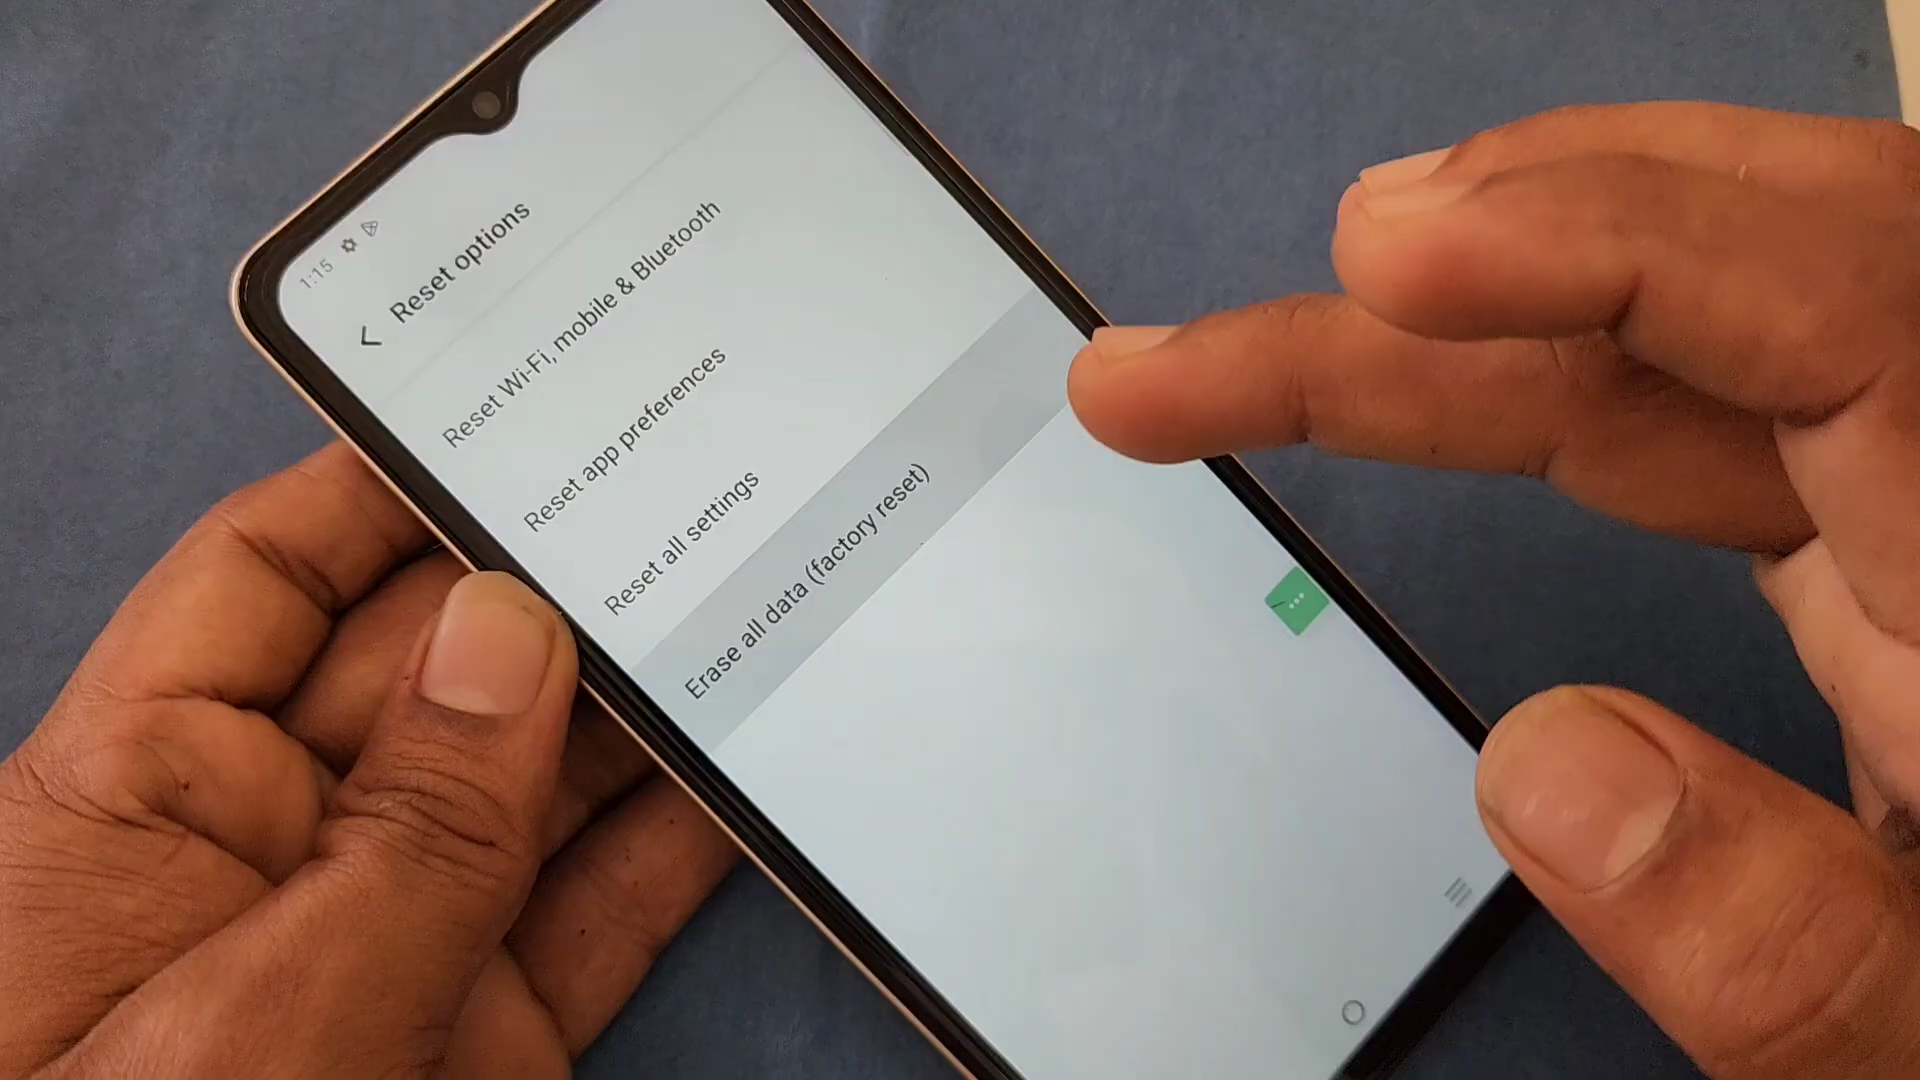 1:15
Reset options
Reset Wi-Fi, mobile & Bluetooth
Reset app preferences
Reset all settings
Erase all data (factory reset)